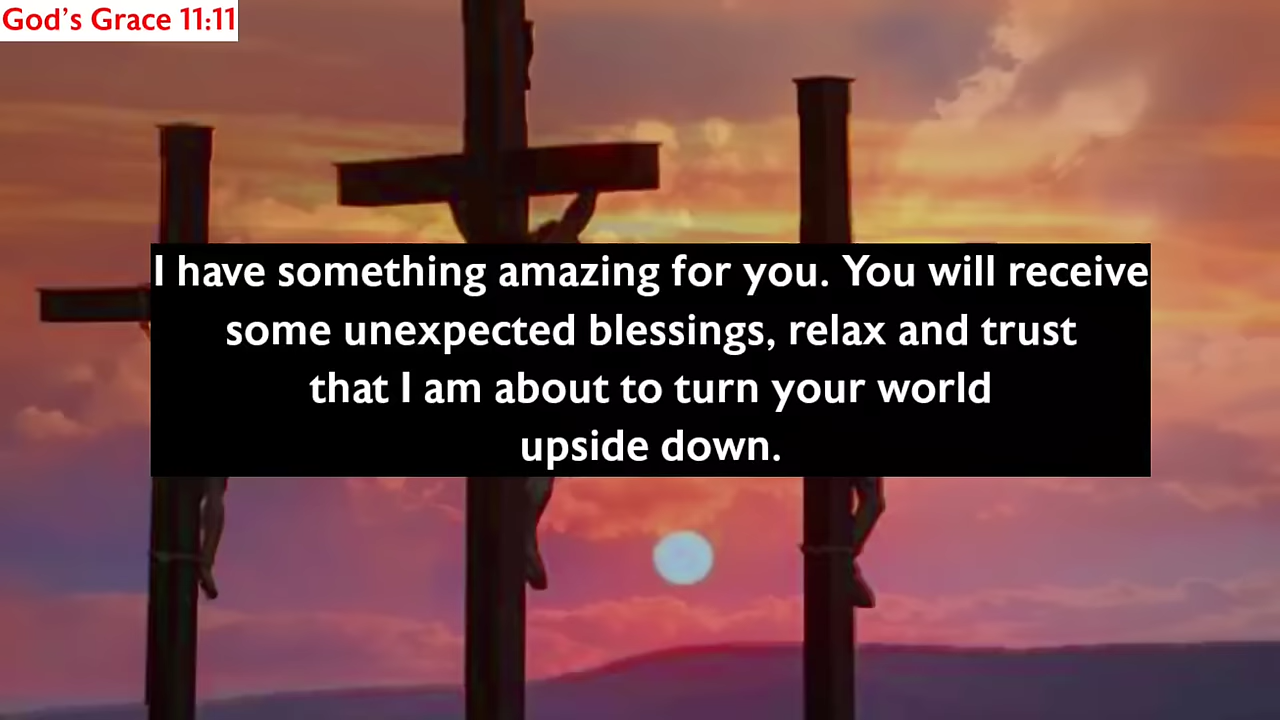 God’s Grace 11:11
I have something amazing for you. You will receive
some unexpected blessings, relax and trust
that I am about to turn your world
upside down.